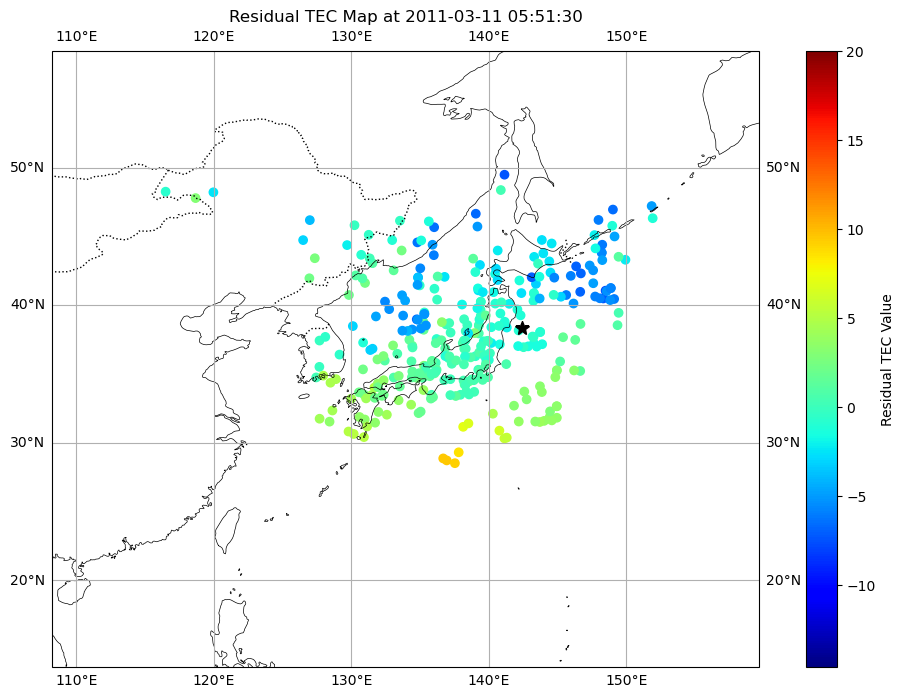 Residual TEC Map at 2011-03-11 05:51:30
110°E 120°E 130°E 140°E 150°E
20
15
50°N 50°N
10
5
40°N 40°N
0
Residual TEC Value
30°N 30°N
−5
20°N 20°N
−10
110°E 120°E 130°E 140°E 150°E